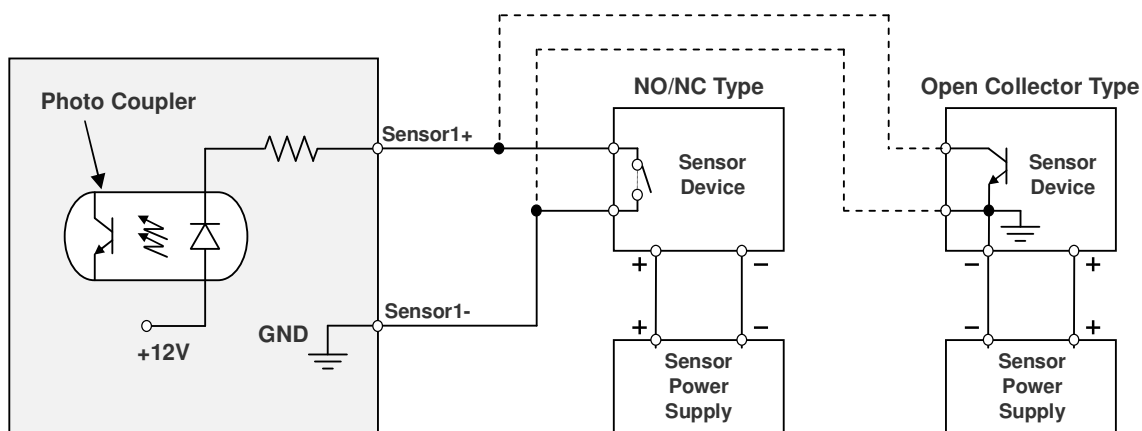 NO/NC Type
Open Collector Type
Photo Coupler
Sensor1+
Sensor
Device
Sensor
Device
+ −
− +
Sensor1-
GND
+12V
+ −
− +
Sensor
Power
Supply
Sensor
Power
Supply